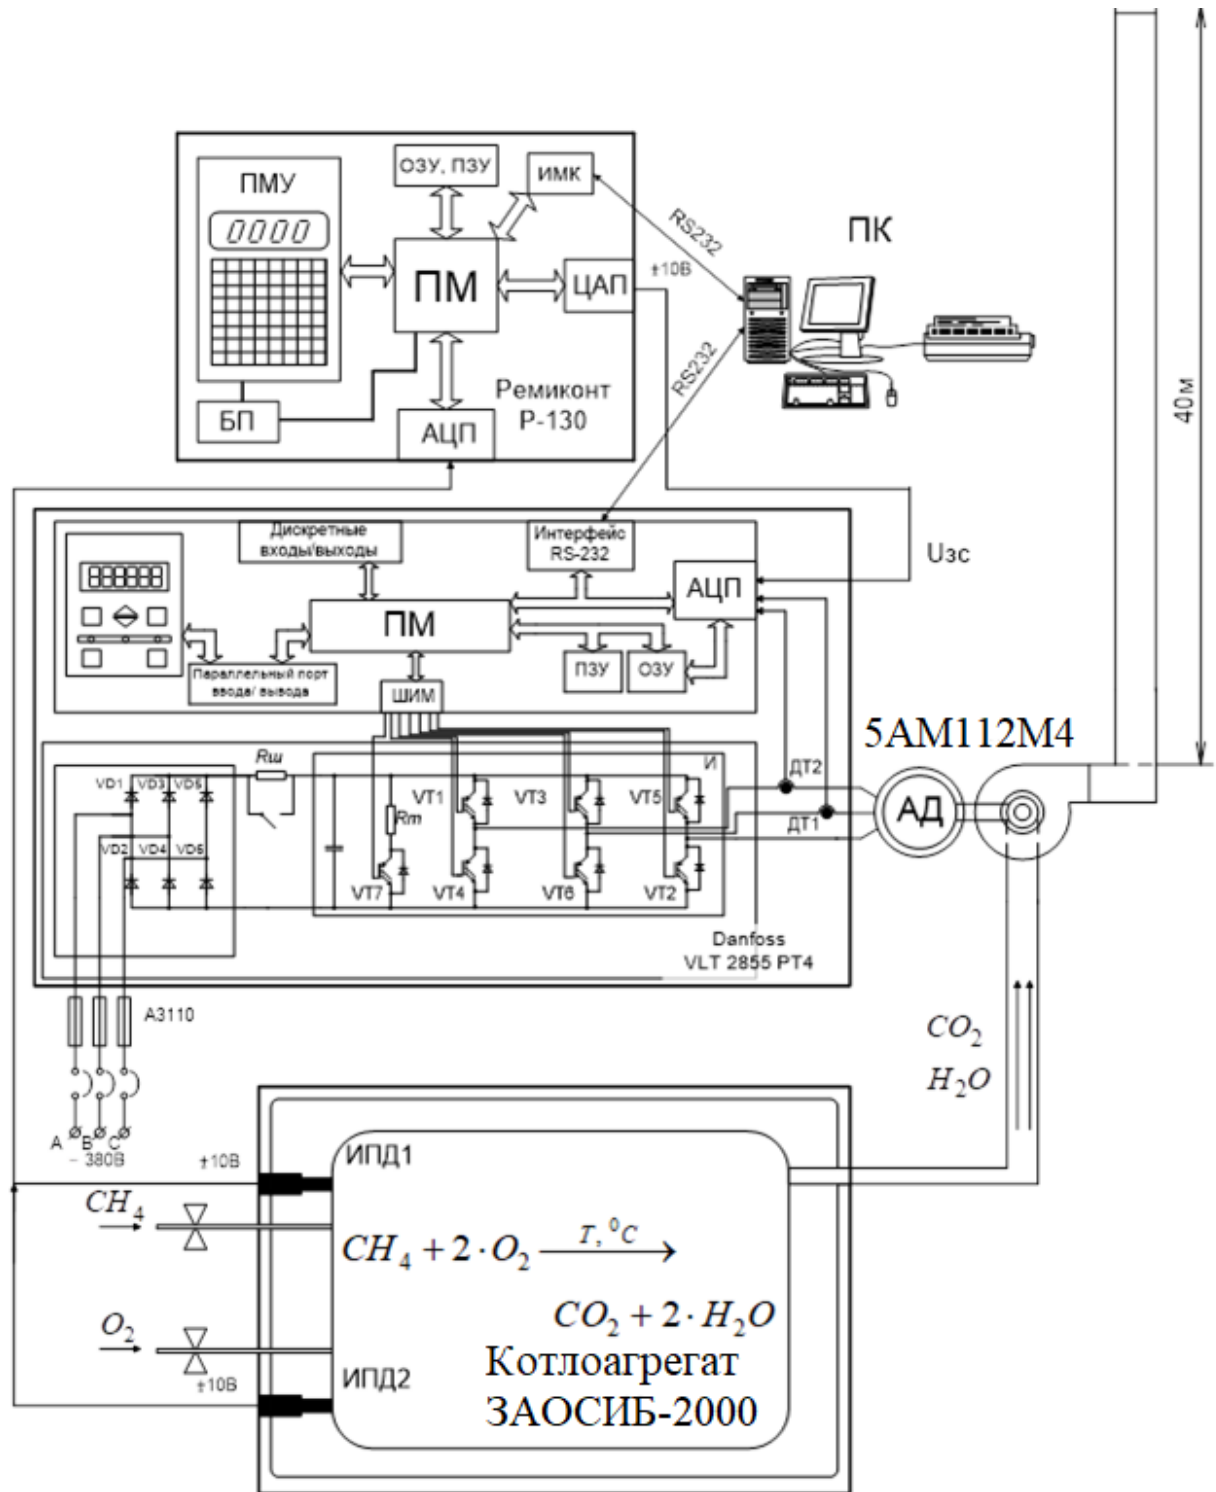 ОЗУ, ПЗУ
ИМК
ПМУ
0000
ПМ
ЦАП
±10В
RS232
ПК
RS232
БП
АЦП
Ремиконт
Р-130
40м
Дискретные
входы/выходы
Интерфейс
RS-232
АЦП
Uзс
888888
ПМ
ПЗУ
ОЗУ
Параллельный порт
ввода/ вывода
ШИМ
5АМ112М4
Rш
И
ДТ2
VD1
VD3
VD5
VT1
VT3
VT5
Rт
АД
ДТ1
VD2
VD4
VD6
VT7
VT4
VT6
VT2
Danfoss
VLT 2855 PT4
А3110
CO2
H2O
A
B
C
~ 380В
±10В
ИПД1
CH4
CH4 + 2 · O2
T, 0C
CO2 + 2 · H2O
O2
±10В
ИПД2
Котлоагрегат
ЗАОСИБ-2000